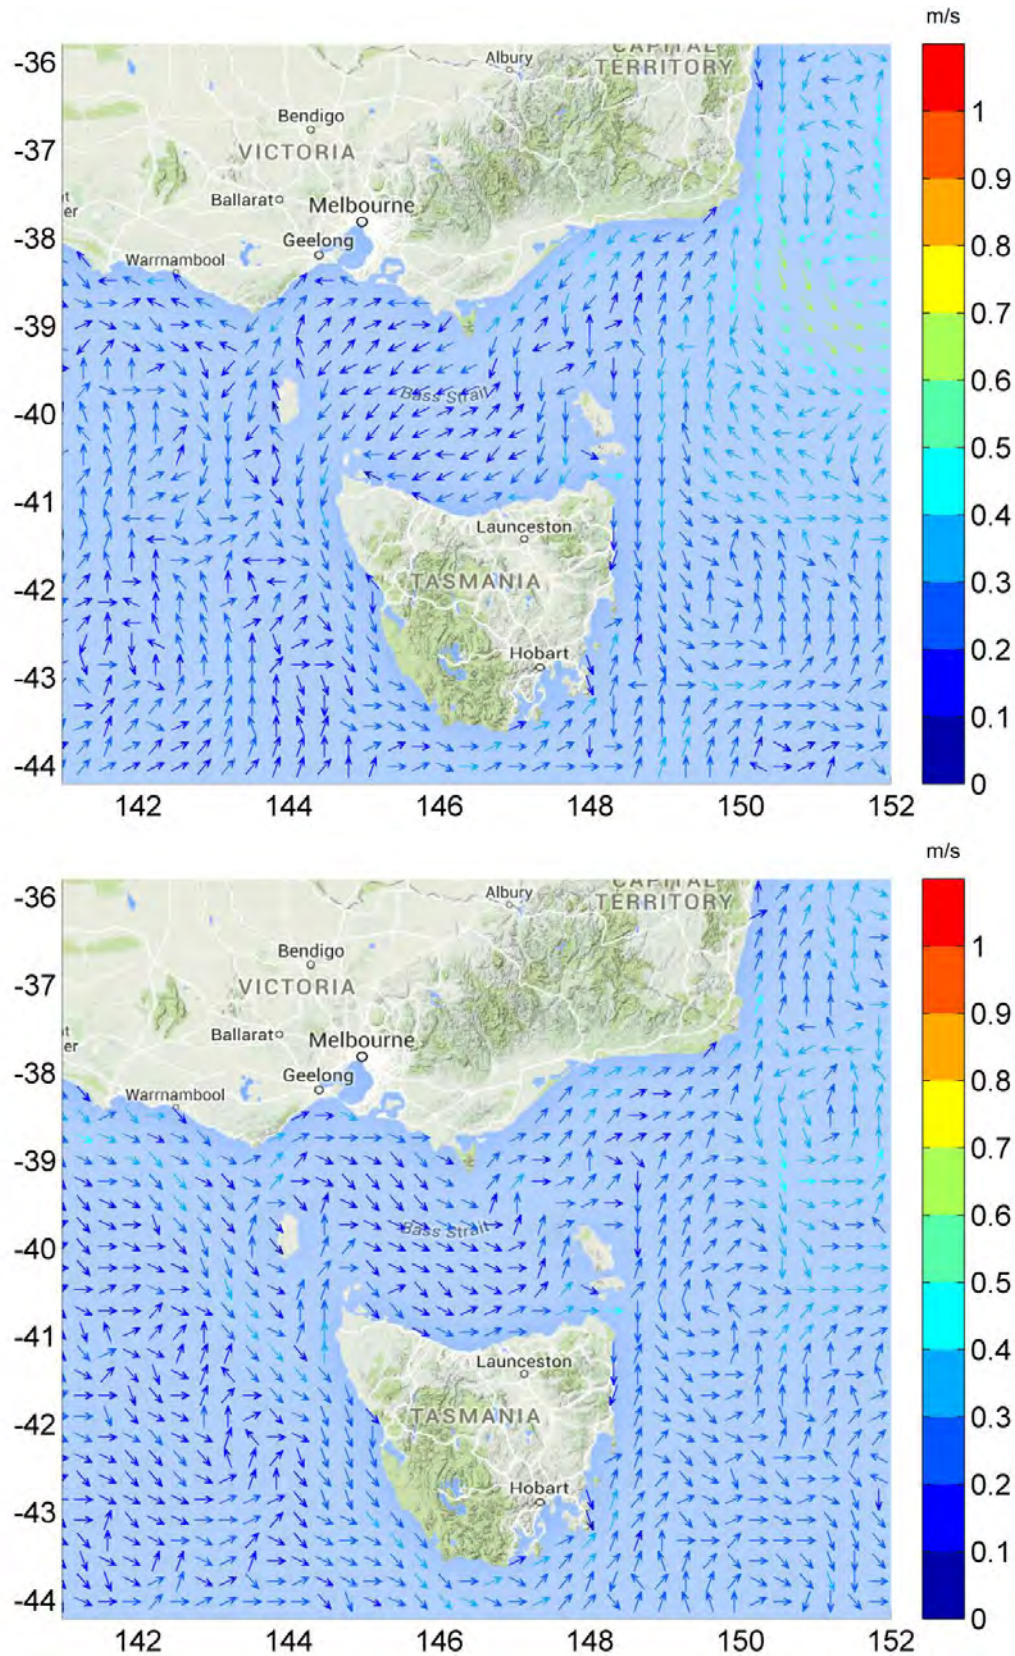 m/s
-36
Albury
CAPITAL
TERRITORY
1
Bendigo
-37
VICTORIA
0.9
Ballarat
Melbourne
er
-38
Geelong
0.8
Warrnambool
-39
0.7
0.6
-40
Bass Strait
0.5
-41
Launceston
0.4
-42
TASMANIA
0.3
Hobart
0.2
-43
0.1
-44
0
142 144 146 148 150 152
m/s
-36
Albury
CAPITAL
TERRITORY
1
Bendigo
-37
VICTORIA
0.9
Ballarat
Melbourne
er
-38
Geelong
0.8
Warrnambool
-39
0.7
0.6
-40
Bass Strait
0.5
-41
Launceston
0.4
-42
TASMANIA
0.3
Hobart
0.2
-43
0.1
-44
0
142 144 146 148 150 152